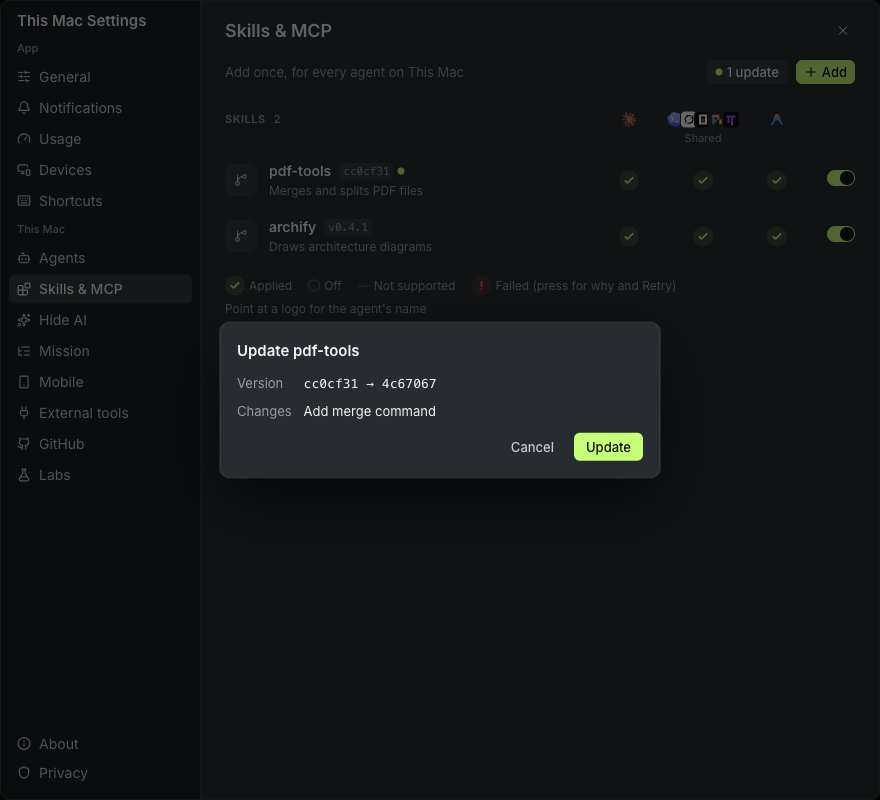 This Mac Settings
App
General
Notifications
Usage
Devices
Shortcuts
This Mac
Agents
Skills & MCP
Hide AI
Mission
Mobile
External tools
GitHub
Labs
About
Privacy
Skills & MCP
Add once, for every agent on This Mac
1 update
Add
SKILLS 2
Shared
pdf-tools cc0cf31
Merges and splits PDF files
archify v0.4.1
Draws architecture diagrams
Applied Off Not supported Failed (press for why and Retry)
Point at a logo for the agent's name
Update pdf-tools
Version cc0cf31 → 4c67067
Changes Add merge command
Cancel Update